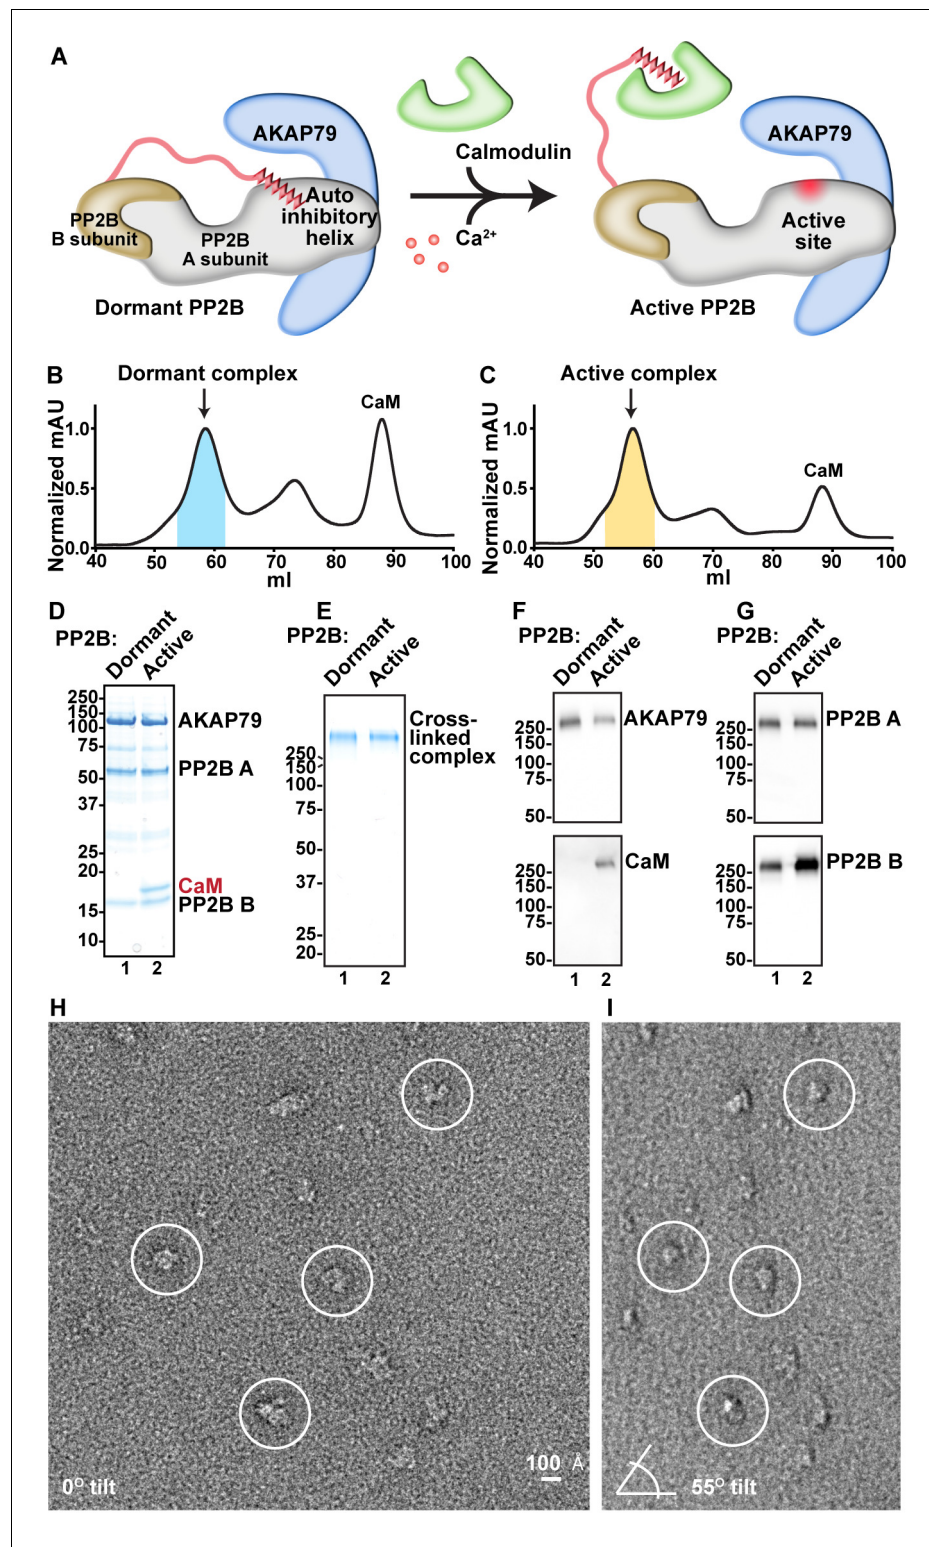 A
AKAP79
Auto
inhibitory
helix
PP2B
B subunit
PP2B
A subunit
Dormant PP2B
Calmodulin
Ca²⁺
AKAP79
Active
site
Active PP2B
B
Dormant complex
CaM
Normalized mAU
1.0
0.5
0.0
40 50 60 70 80 90 100
ml
C
Active complex
CaM
Normalized mAU
1.0
0.5
0.0
40 50 60 70 80 90 100
ml
D
PP2B:
Dormant
Active
250-
150-
100-
75-
50-
37-
25-
20-
15-
10-
AKAP79
PP2B A
CaM
PP2B B
1 2
E
PP2B:
Dormant
Active
250-
150-
100-
75-
50-
37-
25-
20-
Cross-
linked
complex
1 2
F
PP2B:
Dormant
Active
250-
150-
100-
75-
50-
AKAP79
250-
150-
100-
75-
50-
CaM
1 2
G
PP2B:
Dormant
Active
250-
150-
100-
75-
50-
PP2B A
250-
150-
100-
75-
50-
PP2B B
1 2
H
0° tilt
100 Å
I
55° tilt